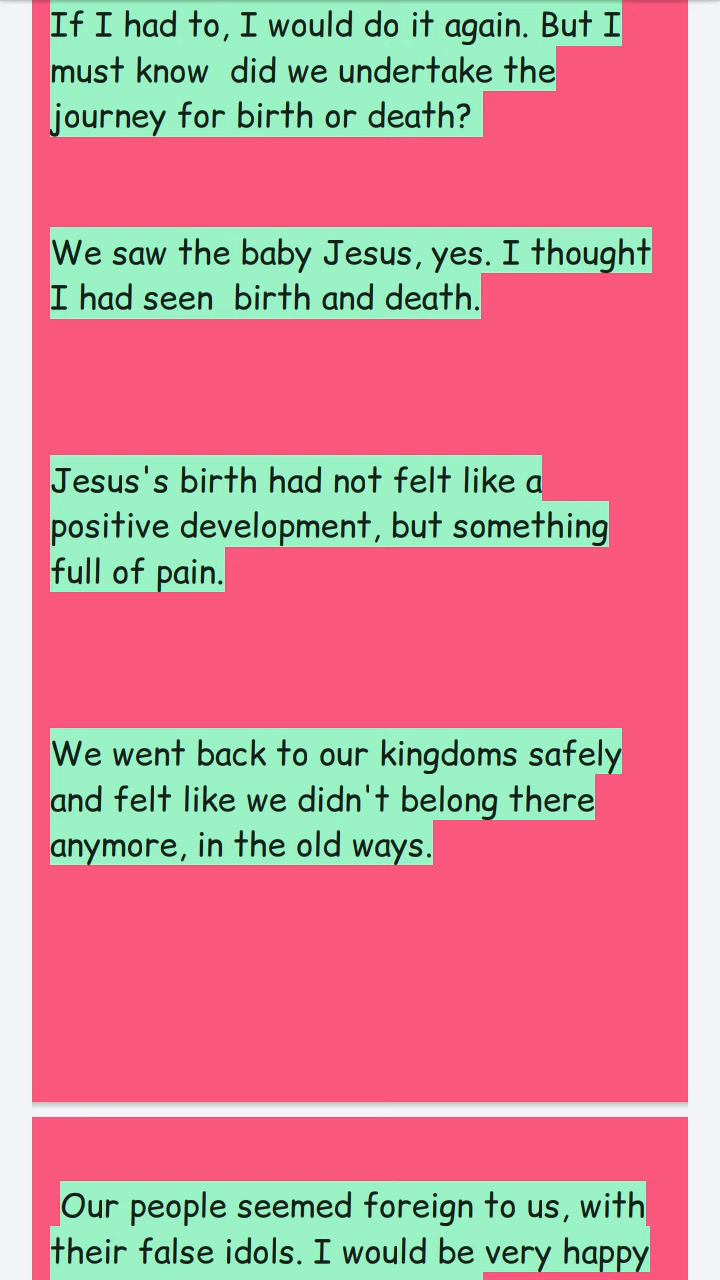 If I had to, I would do it again. But I
must know  did we undertake the
journey for birth or death?
We saw the baby Jesus, yes. I thought
I had seen  birth and death.
Jesus's birth had not felt like a
positive development, but something
full of pain.
We went back to our kingdoms safely
and felt like we didn't belong there
anymore, in the old ways.
Our people seemed foreign to us, with
their false idols. I would be very happy